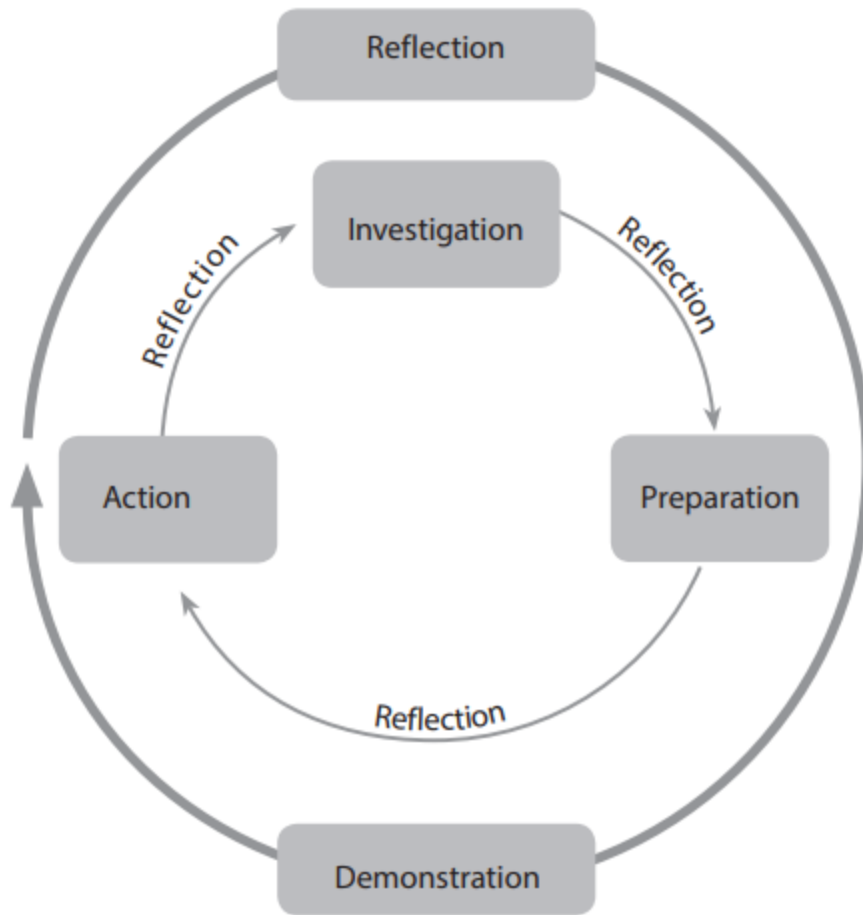 Reflection
Investigation
Reflection
Reflection
Action
Preparation
Reflection
Demonstration